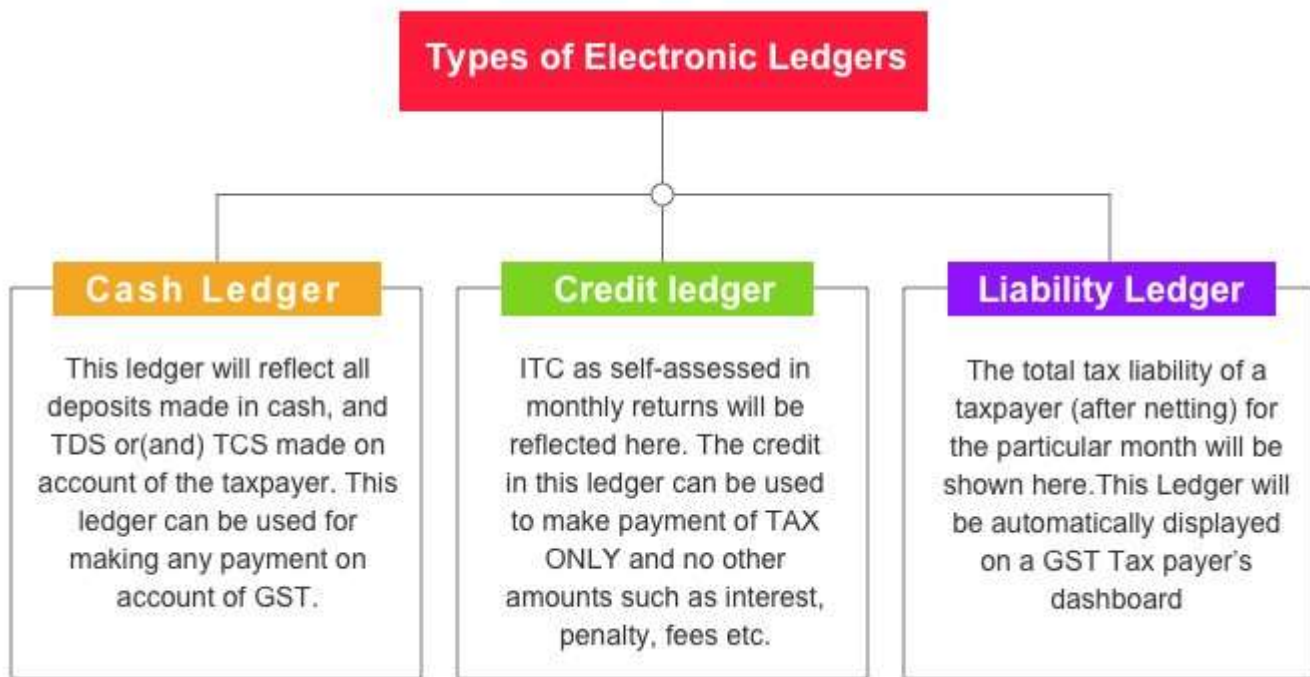 Types of Electronic Ledgers
Cash Ledger
This ledger will reflect all
deposits made in cash, and
TDS or(and) TCS made on
account of the taxpayer. This
ledger can be used for
making any payment on
account of GST.
Credit ledger
ITC as self-assessed in
monthly returns will be
reflected here. The credit
in this ledger can be used
to make payment of TAX
ONLY and no other
amounts such as interest,
penalty, fees etc.
Liability Ledger
The total tax liability of a
taxpayer (after netting) for
the particular month will be
shown here.This Ledger will
be automatically displayed
on a GST Tax payer’s
dashboard